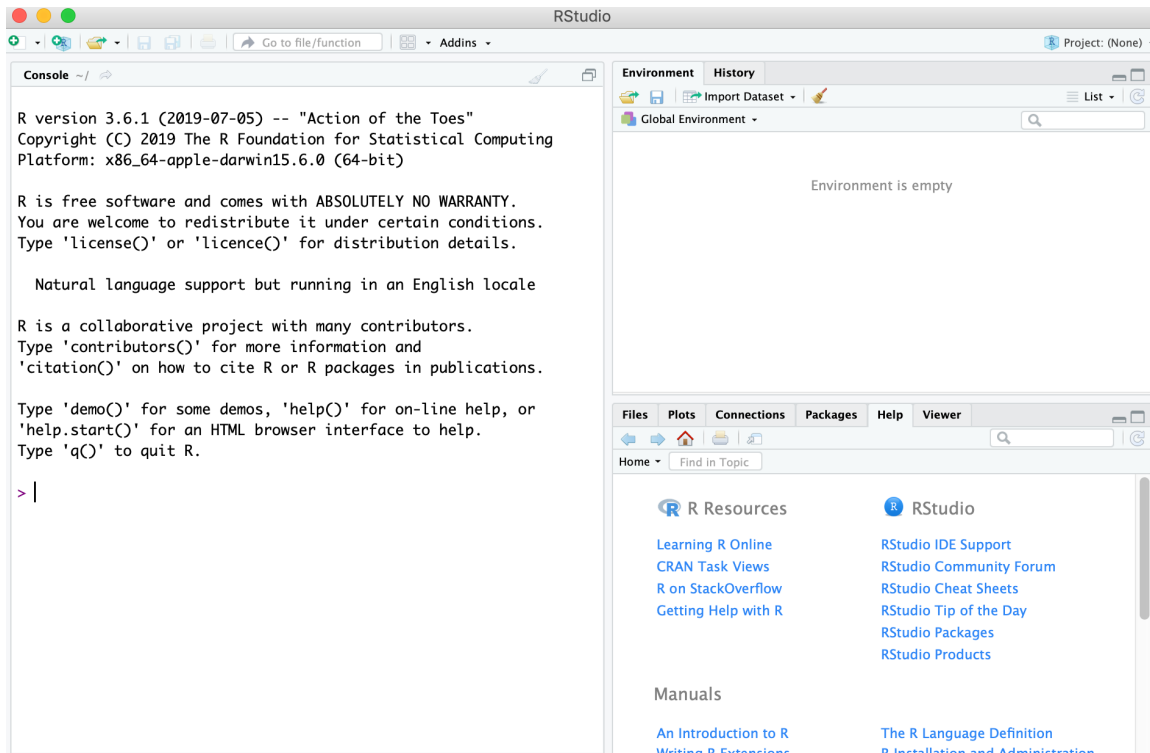 RStudio
Go to file/function
Addins
Project: (None)
Console ~/
R version 3.6.1 (2019-07-05) -- "Action of the Toes"
Copyright (C) 2019 The R Foundation for Statistical Computing
Platform: x86_64-apple-darwin15.6.0 (64-bit)
R is free software and comes with ABSOLUTELY NO WARRANTY.
You are welcome to redistribute it under certain conditions.
Type 'license()' or 'licence()' for distribution details.
Natural language support but running in an English locale
R is a collaborative project with many contributors.
Type 'contributors()' for more information and
'citation()' on how to cite R or R packages in publications.
Type 'demo()' for some demos, 'help()' for on-line help, or
'help.start()' for an HTML browser interface to help.
Type 'q()' to quit R.
>
Environment History
Import Dataset List
Global Environment
Environment is empty
Files Plots Connections Packages Help Viewer
Home Find in Topic
R Resources
Learning R Online
CRAN Task Views
R on StackOverflow
Getting Help with R
R RStudio
RStudio IDE Support
RStudio Community Forum
RStudio Cheat Sheets
RStudio Tip of the Day
RStudio Packages
RStudio Products
Manuals
An Introduction to R
Writing R Extensions
The R Language Definition
R Installation and Administration